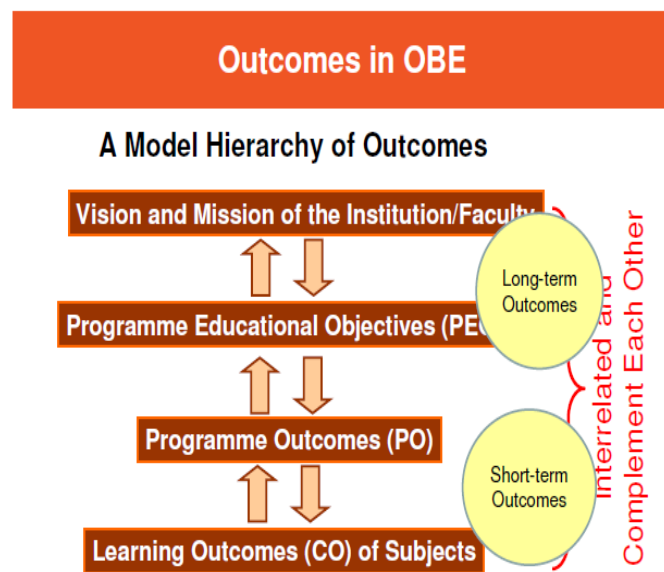 Outcomes in OBE
A Model Hierarchy of Outcomes
Vision and Mission of the Institution/Faculty
Long-term
Outcomes
Programme Educational Objectives (PEO
Programme Outcomes (PO)
Short-term
Outcomes
Learning Outcomes (CO) of Subjects
Interrelated and
Complement Each Other